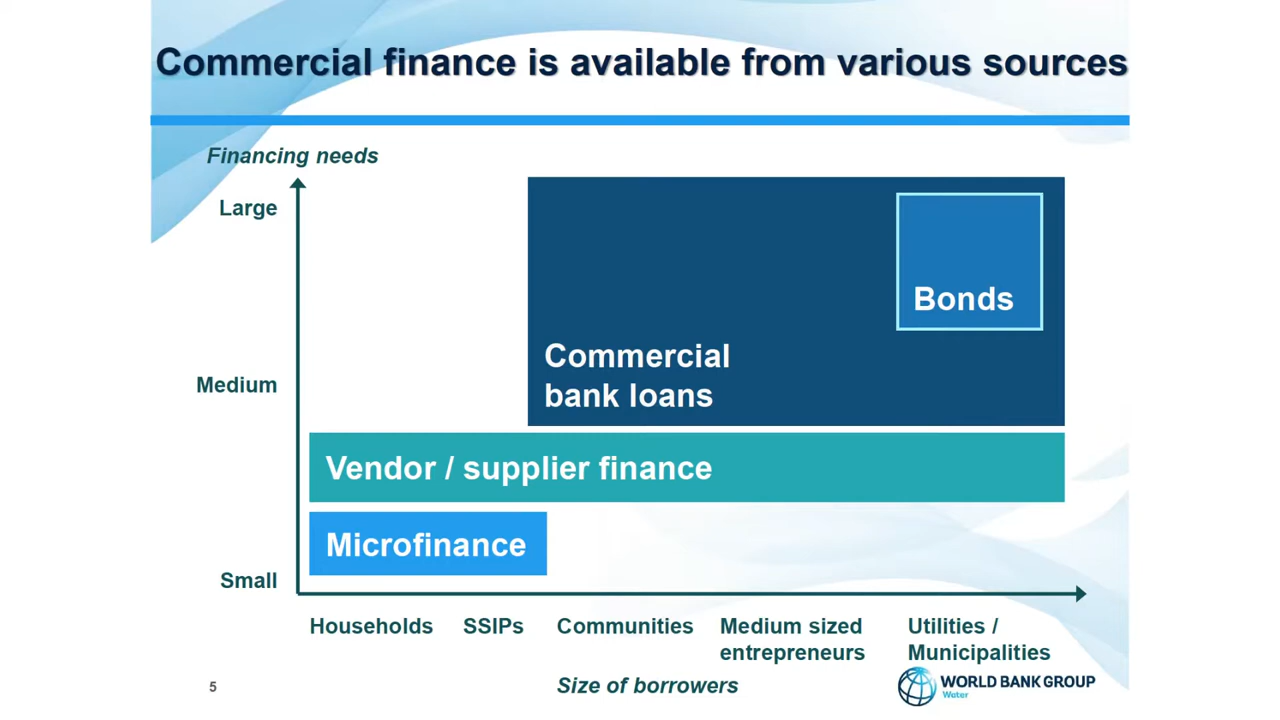 Commercial finance is available from various sources
Financing needs
Large
Bonds
Commercial
bank loans
Medium
Vendor / supplier finance
Microfinance
Small
Households
SSIPs
Communities
Medium sized
entrepreneurs
Utilities /
Municipalities
Size of borrowers
5
WORLD BANK GROUP
Water